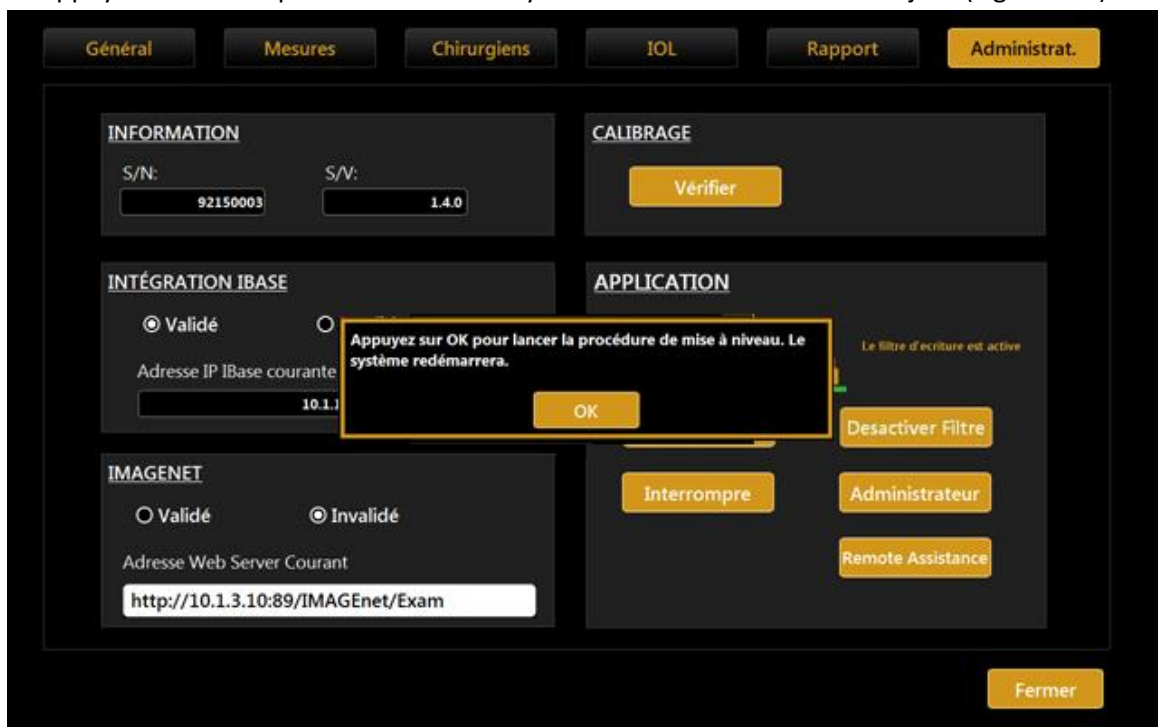 Général Mesures Chirurgiens IOL Rapport Administrat.
INFORMATION
S/N: S/V:
92150003 1.4.0
CALIBRAGE
Vérifier
INTÉGRATION IBASE
Validé
Adresse IP IBase courante
10.1.
APPLICATION
Le filtre d'ecriture est active
Appuyez sur OK pour lancer la procédure de mise à niveau. Le
système redémarrera.
OK
Desactiver Filtre
Interrompre Administrateur
Remote Assistance
IMAGENET
Validé Invalidé
Adresse Web Server Courant
http://10.1.3.10:89/IMAGEnet/Exam
Fermer